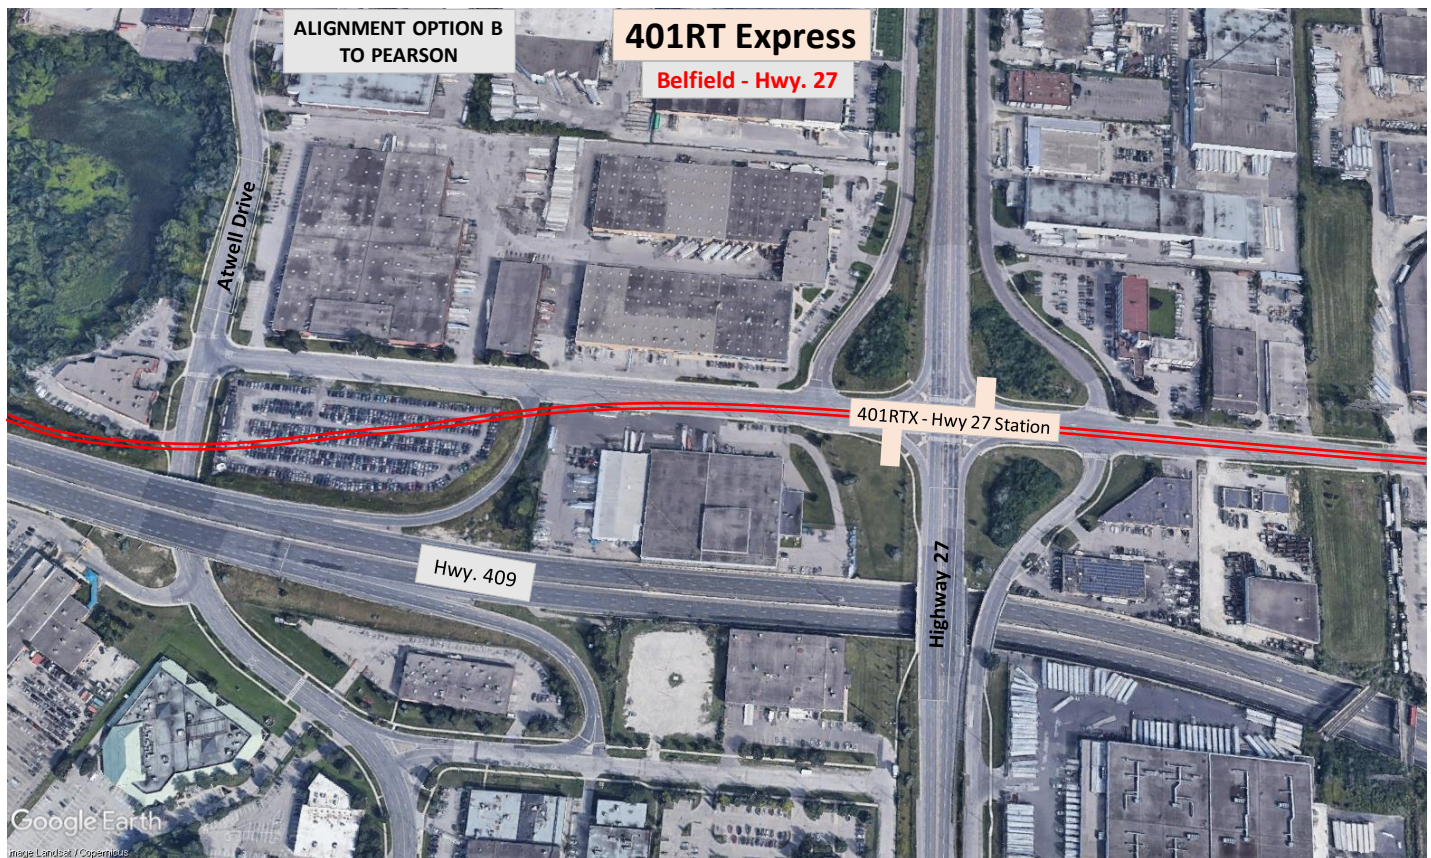 ALIGNMENT OPTION B
TO PEARSON
401RT Express
Belfield - Hwy. 27
Atwell Drive
401RTX - Hwy 27 Station
Hwy. 409
Highway 27
Google Earth
Image Landsat / Copernicus